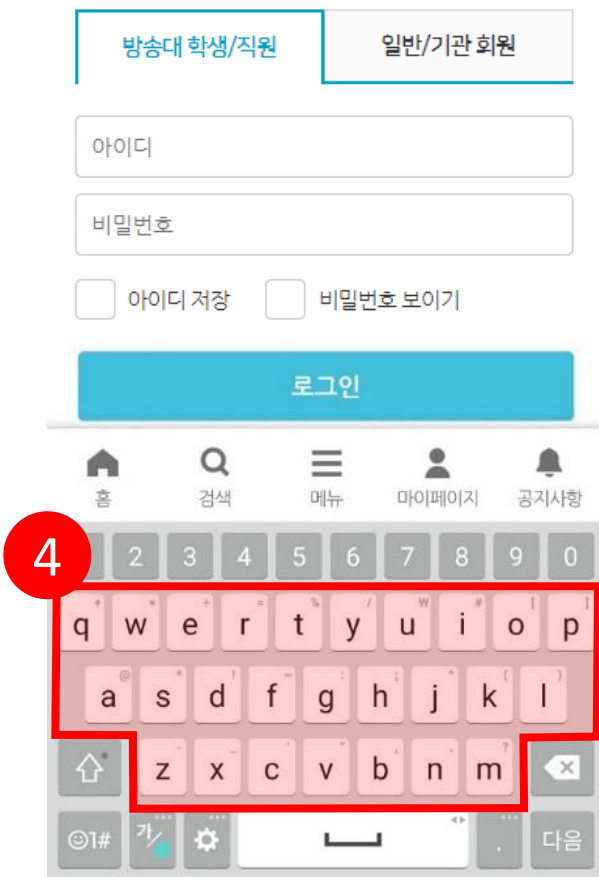 방송대 학생/직원 일반/기관 회원
아이디
비밀번호
아이디 저장 비밀번호 보이기
로그인
홈 검색 메뉴 마이페이지 공지사항
4 2 3 4 5 6 7 8 9 0
+ × ÷ = % / ₩ # [ ]
q w e r t y u i o p
@ * ! ~ : ; ^ ( )
a s d f g h j k l
- _ ' " , ?
z x c v b n m
☺1# 가/ . 다음